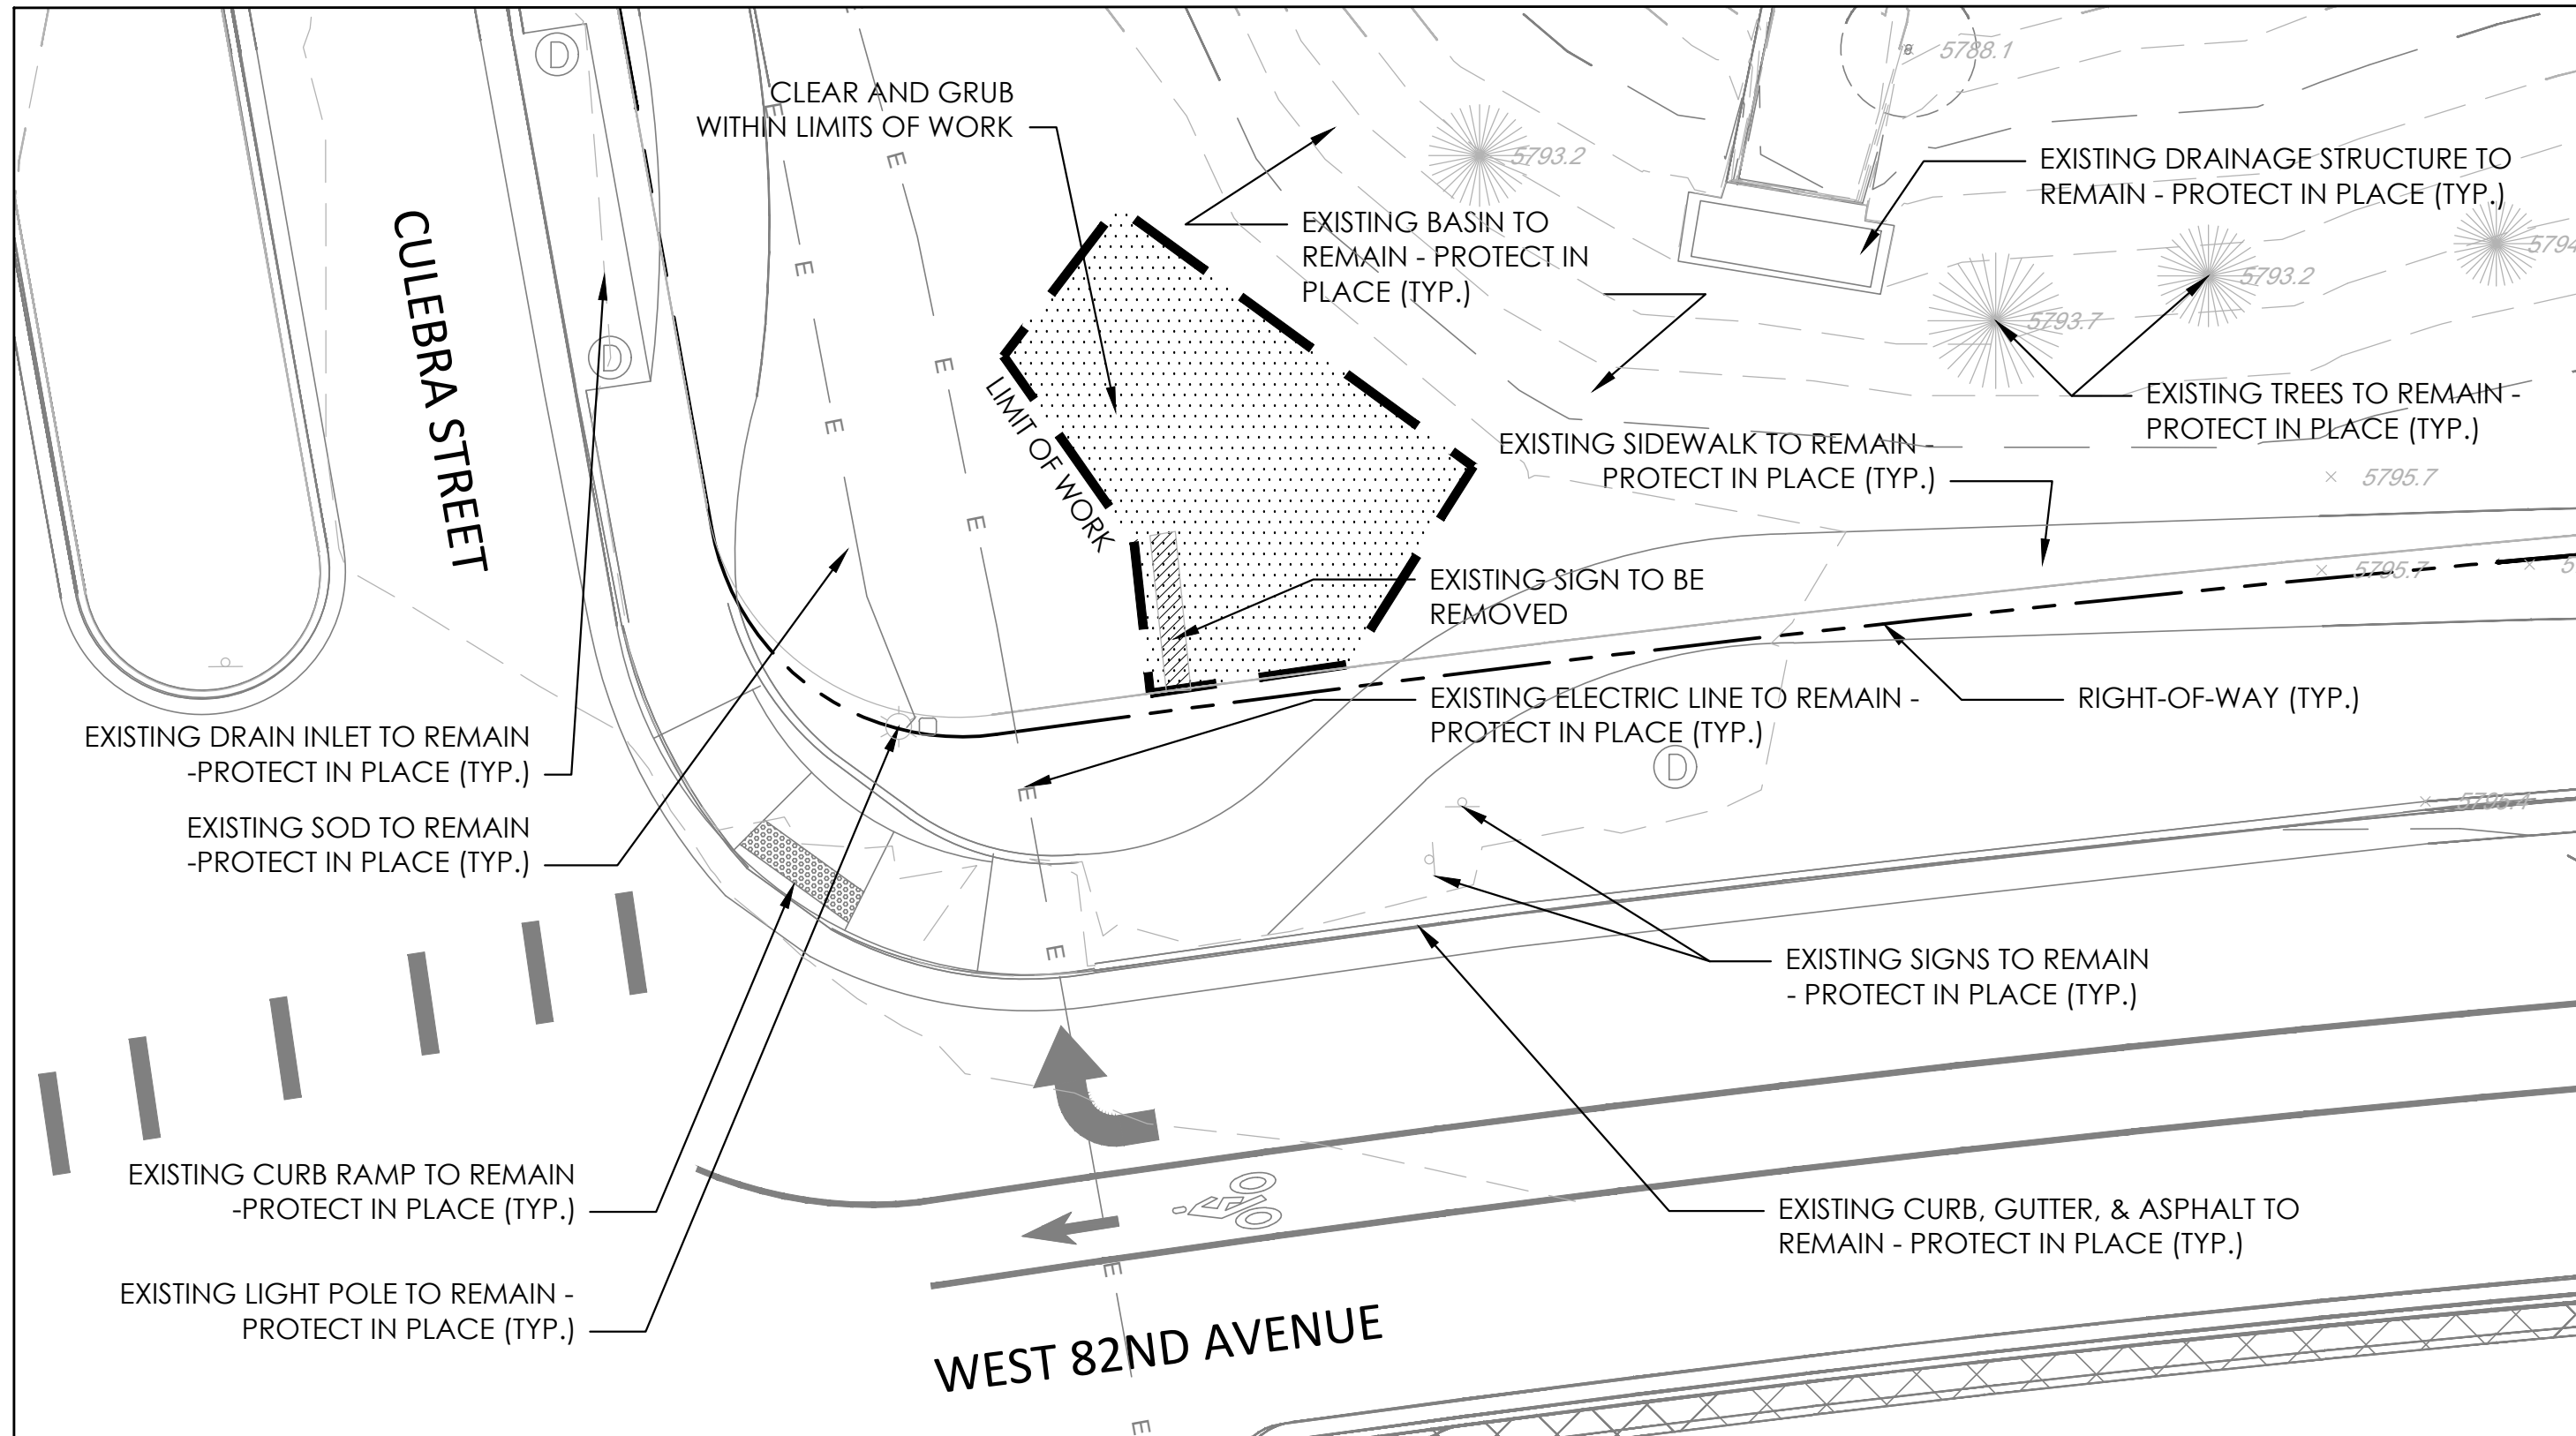 5788.1
CLEAR AND GRUB
WITHIN LIMITS OF WORK
5793.2
EXISTING DRAINAGE STRUCTURE TO
REMAIN - PROTECT IN PLACE (TYP.)
EXISTING BASIN TO
REMAIN - PROTECT IN
PLACE (TYP.)
5793.2
5793.7
CULEBRA STREET
LIMIT OF WORK
EXISTING TREES TO REMAIN -
PROTECT IN PLACE (TYP.)
EXISTING SIDEWALK TO REMAIN -
PROTECT IN PLACE (TYP.)
5795.7
5795.7
EXISTING SIGN TO BE
REMOVED
EXISTING ELECTRIC LINE TO REMAIN -
PROTECT IN PLACE (TYP.)
RIGHT-OF-WAY (TYP.)
EXISTING DRAIN INLET TO REMAIN
-PROTECT IN PLACE (TYP.)
5795.4
EXISTING SOD TO REMAIN
-PROTECT IN PLACE (TYP.)
EXISTING SIGNS TO REMAIN
- PROTECT IN PLACE (TYP.)
EXISTING CURB RAMP TO REMAIN
-PROTECT IN PLACE (TYP.)
EXISTING CURB, GUTTER, & ASPHALT TO
REMAIN - PROTECT IN PLACE (TYP.)
EXISTING LIGHT POLE TO REMAIN -
PROTECT IN PLACE (TYP.)
WEST 82ND AVENUE
D
D
D
E
E
E
E
E
E
E
E
E
E